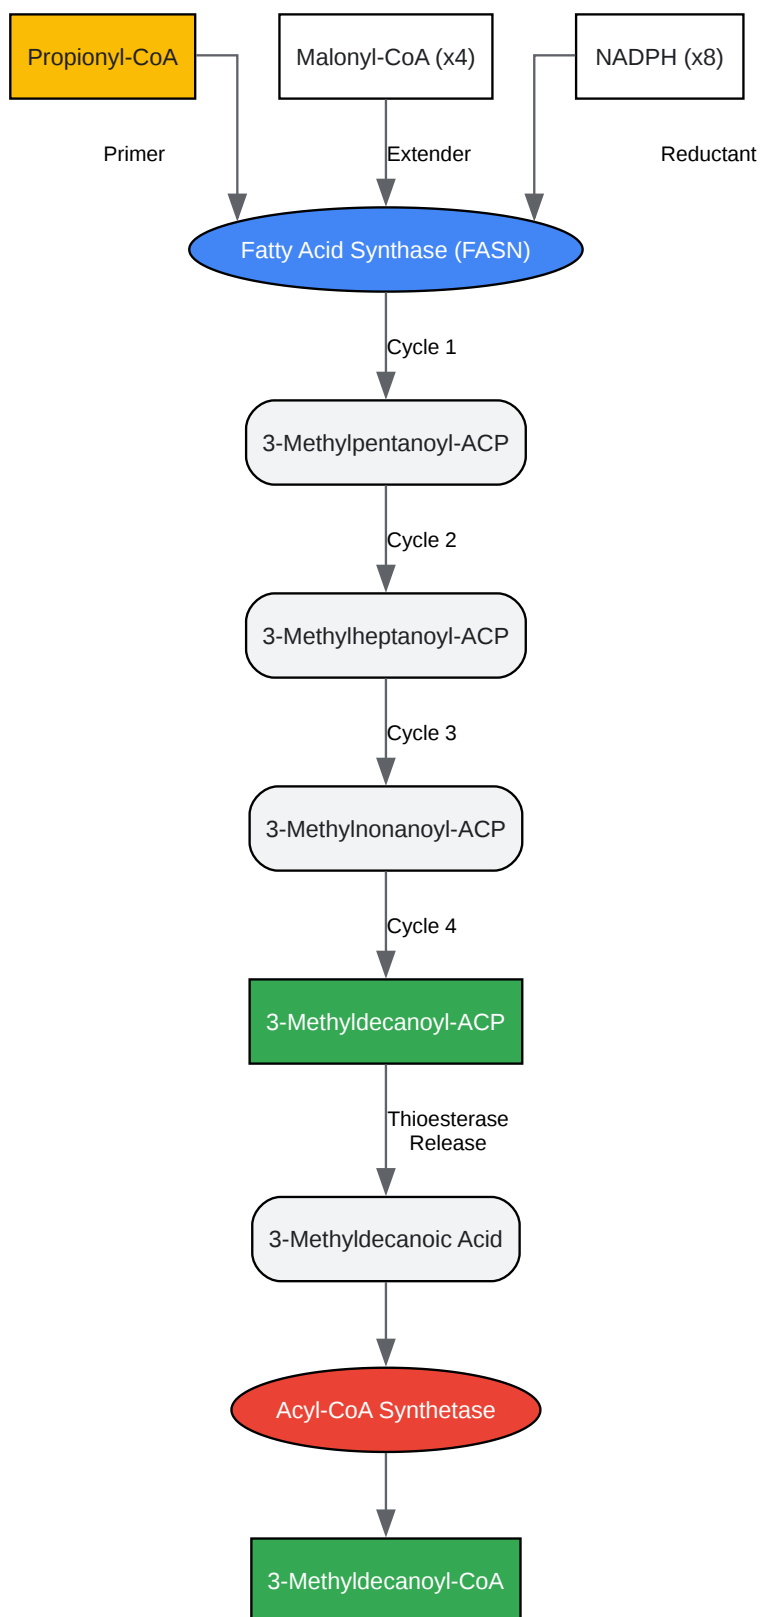 Propionyl-CoA
Malonyl-CoA (x4)
NADPH (x8)
Primer
Extender
Reductant
Fatty Acid Synthase (FASN)
Cycle 1
3-Methylpentanoyl-ACP
Cycle 2
3-Methylheptanoyl-ACP
Cycle 3
3-Methylnonanoyl-ACP
Cycle 4
3-Methyldecanoyl-ACP
Thioesterase
Release
3-Methyldecanoic Acid
Acyl-CoA Synthetase
3-Methyldecanoyl-CoA